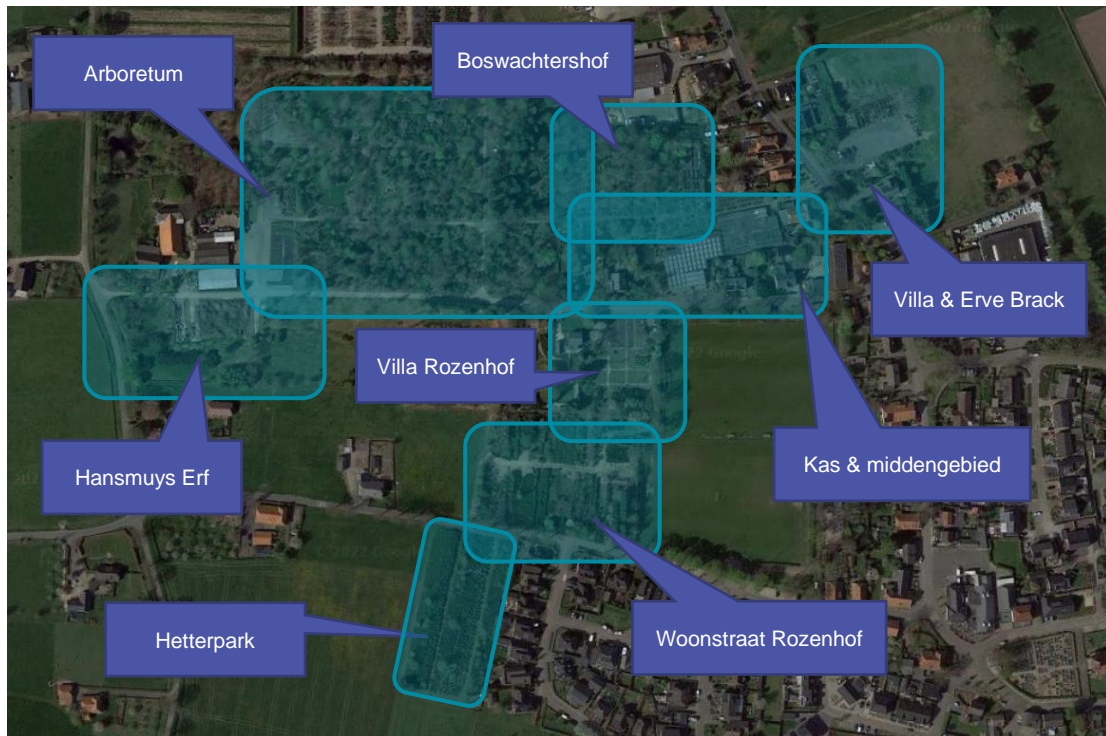 Arboretum
Boswachtershof
Villa & Erve Brack
Villa Rozenhof
Kas & middengebied
Hansmuys Erf
Hetterpark
Woonstraat Rozenhof